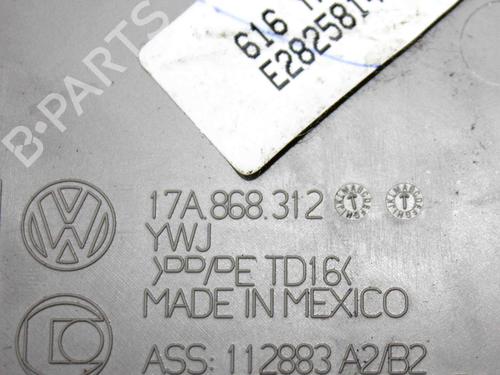 B-PARTS
616
E282581
17A.868.312
YWJ
>PP/PE TD16<
MADE IN MEXICO
ASS: 112883 A2/B2